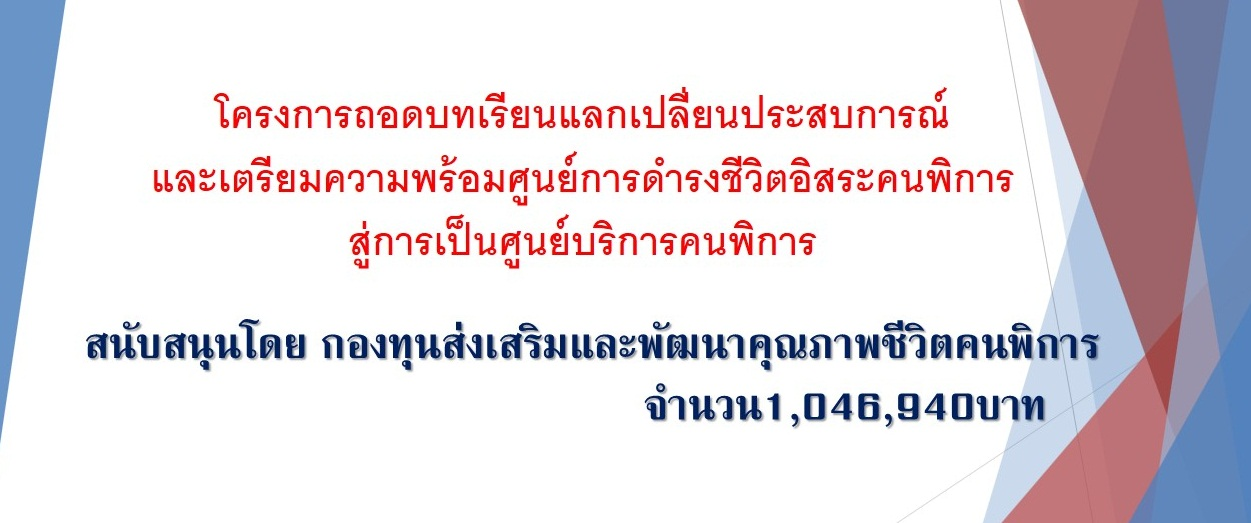 โครงการถอดบทเรียนแลกเปลี่ยนประสบการณ์
และเตรียมความพร้อมศูนย์การดำรงชีวิตอิสระคนพิการ
สู่การเป็นศูนย์บริการคนพิการ
สนับสนุนโดย กองทุนส่งเสริมและพัฒนาคุณภาพชีวิตคนพิการ
จำนวน1,046,940บาท